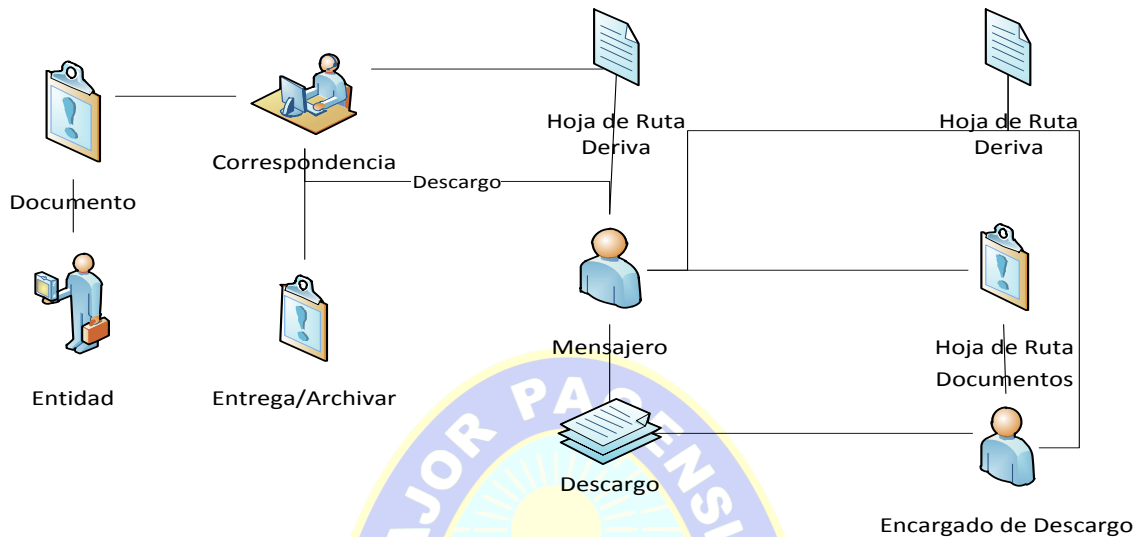 Hoja de Ruta
Deriva
Hoja de Ruta
Deriva
Correspondencia
Descargo
Documento
Mensajero
Hoja de Ruta
Documentos
Entidad
Entrega/Archivar
Descargo
Encargado de Descargo